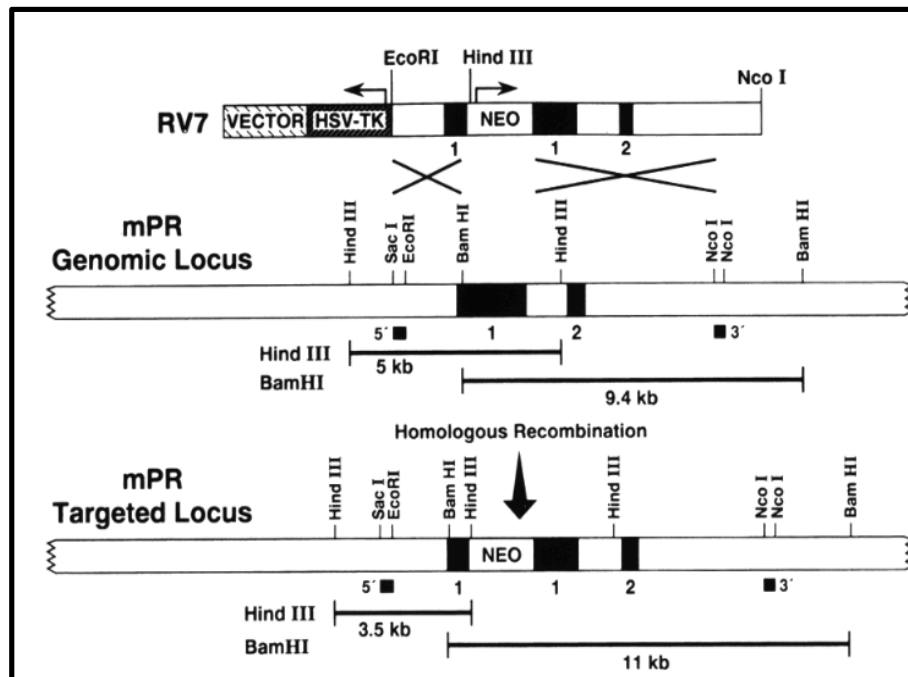 EcoRI Hind III
Nco I
RV7 VECTOR HSV-TK 1 NEO 1 2
mPR
Genomic Locus
Hind III Sac I EcoRI Bam HI Hind III Nco I Nco I Bam HI
5´ 1 2 3´
Hind III 5 kb
BamHI 9.4 kb
Homologous Recombination
mPR
Targeted Locus
Hind III Sac I EcoRI Bam HI Hind III Hind III Nco I Nco I Bam HI
NEO
5´ 1 1 2 3´
Hind III 3.5 kb
BamHI 11 kb